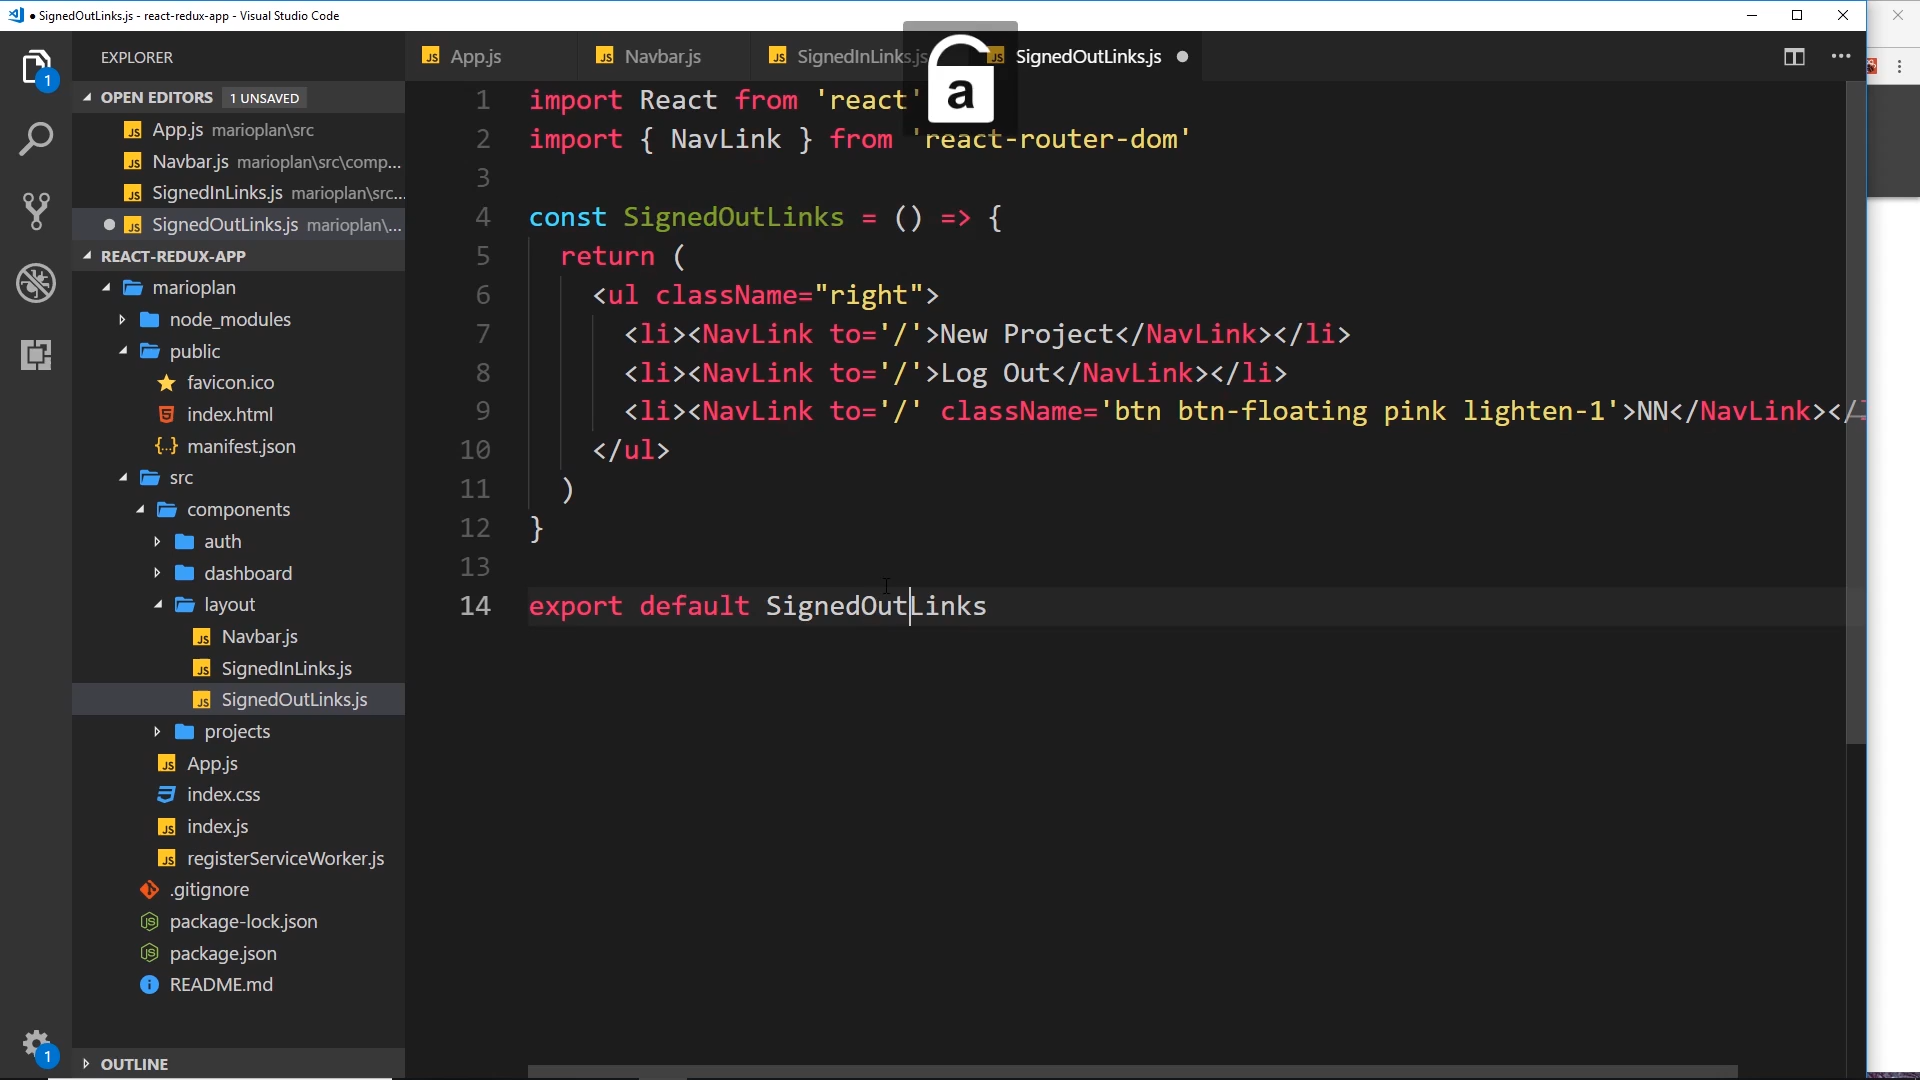 SignedOutLinks.js - react-redux-app - Visual Studio Code
EXPLORER
App.js
Navbar.js
SignedInLinks.js
SignedOutLinks.js
a
1
OPEN EDITORS 1 UNSAVED
App.js marioplan\src
Navbar.js marioplan\src\comp...
SignedInLinks.js marioplan\src...
SignedOutLinks.js marioplan\...
REACT-REDUX-APP
marioplan
node_modules
public
favicon.ico
index.html
manifest.json
src
components
auth
dashboard
layout
Navbar.js
SignedInLinks.js
SignedOutLinks.js
projects
App.js
index.css
index.js
registerServiceWorker.js
.gitignore
package-lock.json
package.json
README.md
OUTLINE
1
1 import React from 'react'
2 import { NavLink } from 'react-router-dom'
3
4 const SignedOutLinks = () => {
5 return (
6 <ul className="right">
7 <li><NavLink to='/'>New Project</NavLink></li>
8 <li><NavLink to='/'>Log Out</NavLink></li>
9 <li><NavLink to='/' className='btn btn-floating pink lighten-1'>NN</NavLink></
10 </ul>
11 )
12 }
13
14 export default SignedOutLinks